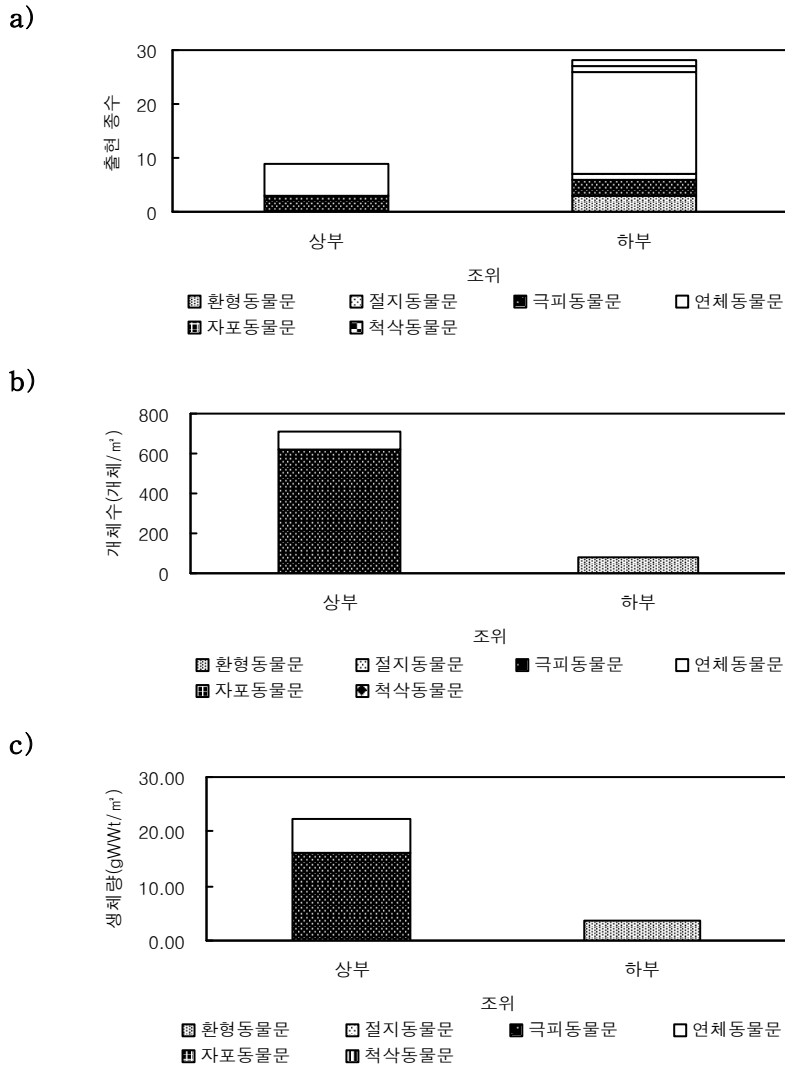 a)
30
20
10
0
출현 종수
상부 하부
조위
환형동물문 절지동물문 극피동물문 연체동물문
자포동물문 척삭동물문
b)
800
600
400
200
0
개체수(개체/㎡)
상부 하부
조위
환형동물문 절지동물문 극피동물문 연체동물문
자포동물문 척삭동물문
c)
30.00
20.00
10.00
0.00
생체량(gWWt/㎡)
상부 하부
조위
환형동물문 절지동물문 극피동물문 연체동물문
자포동물문 척삭동물문